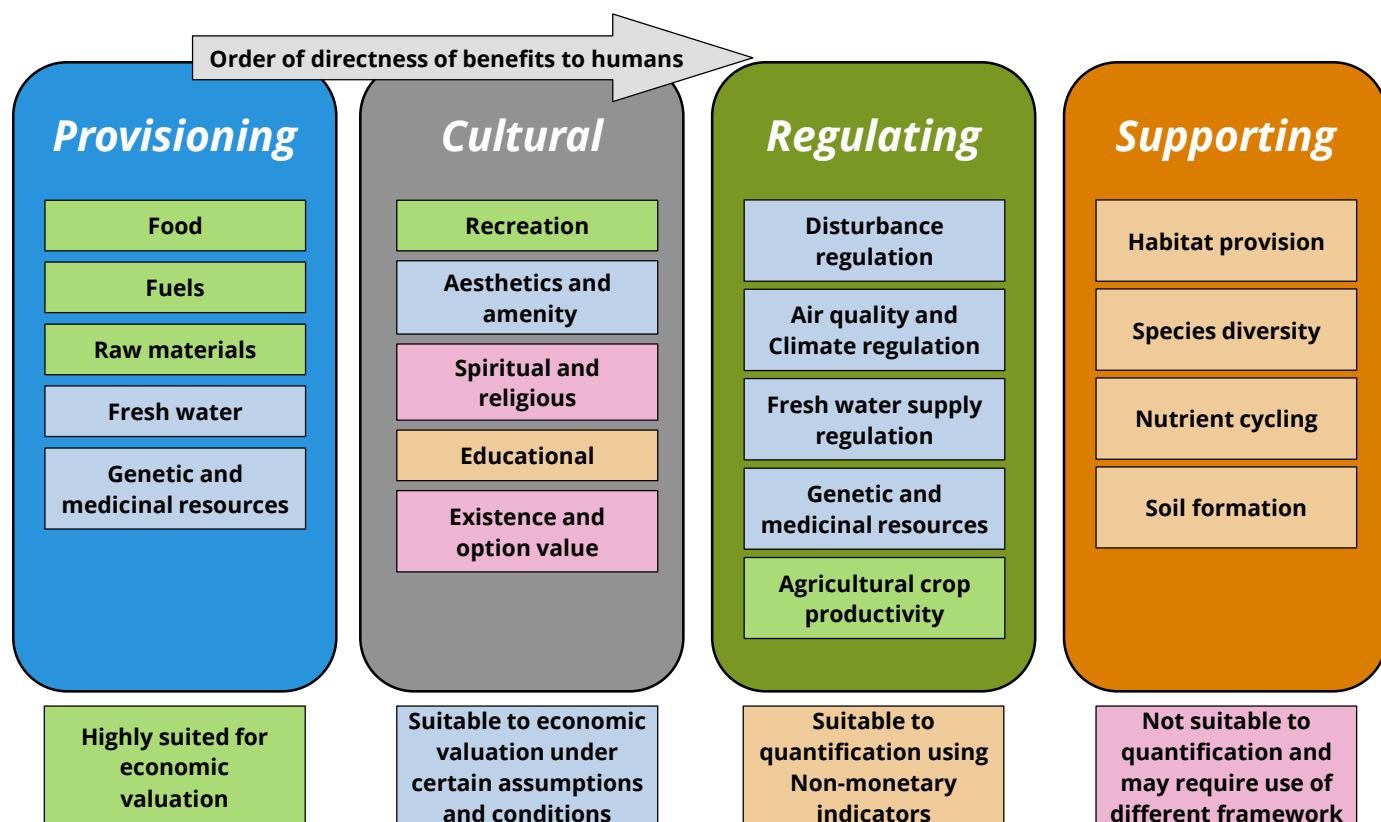 Order of directness of benefits to humans
Provisioning
Food
Fuels
Raw materials
Fresh water
Genetic and
medicinal resources
Cultural
Recreation
Aesthetics and
amenity
Spiritual and
religious
Educational
Existence and
option value
Regulating
Disturbance
regulation
Air quality and
Climate regulation
Fresh water supply
regulation
Genetic and
medicinal resources
Agricultural crop
productivity
Supporting
Habitat provision
Species diversity
Nutrient cycling
Soil formation
Highly suited for
economic
valuation
Suitable to economic
valuation under
certain assumptions
and conditions
Suitable to
quantification using
Non-monetary
indicators
Not suitable to
quantification and
may require use of
different framework